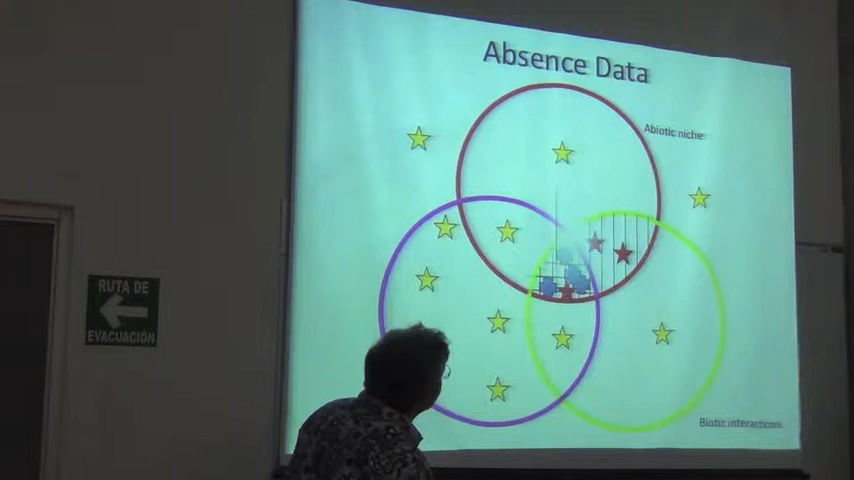 Absence Data
Abiotic niche
RUTA DE
EVACUACIÓN
Biotic interactions